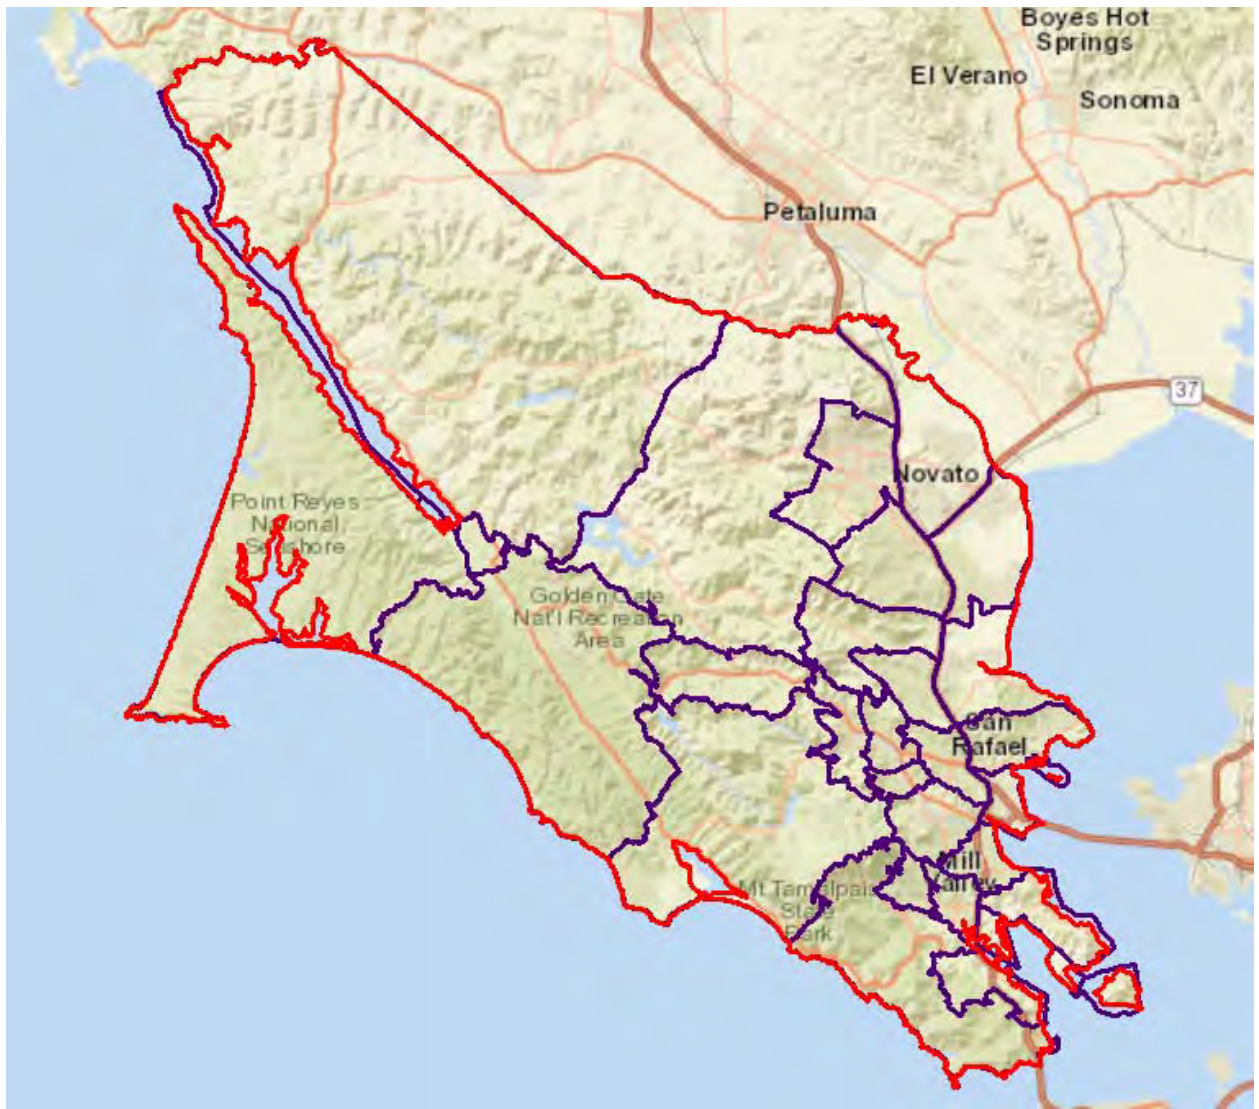 Boyes Hot
Springs
El Verano
Sonoma
Petaluma
37
Novato
Point Reyes
National
Seashore
Golden Gate
Nat'l Recreation
Area
San
Rafael
Mill
Valley
Mt Tamalpais
State
Park